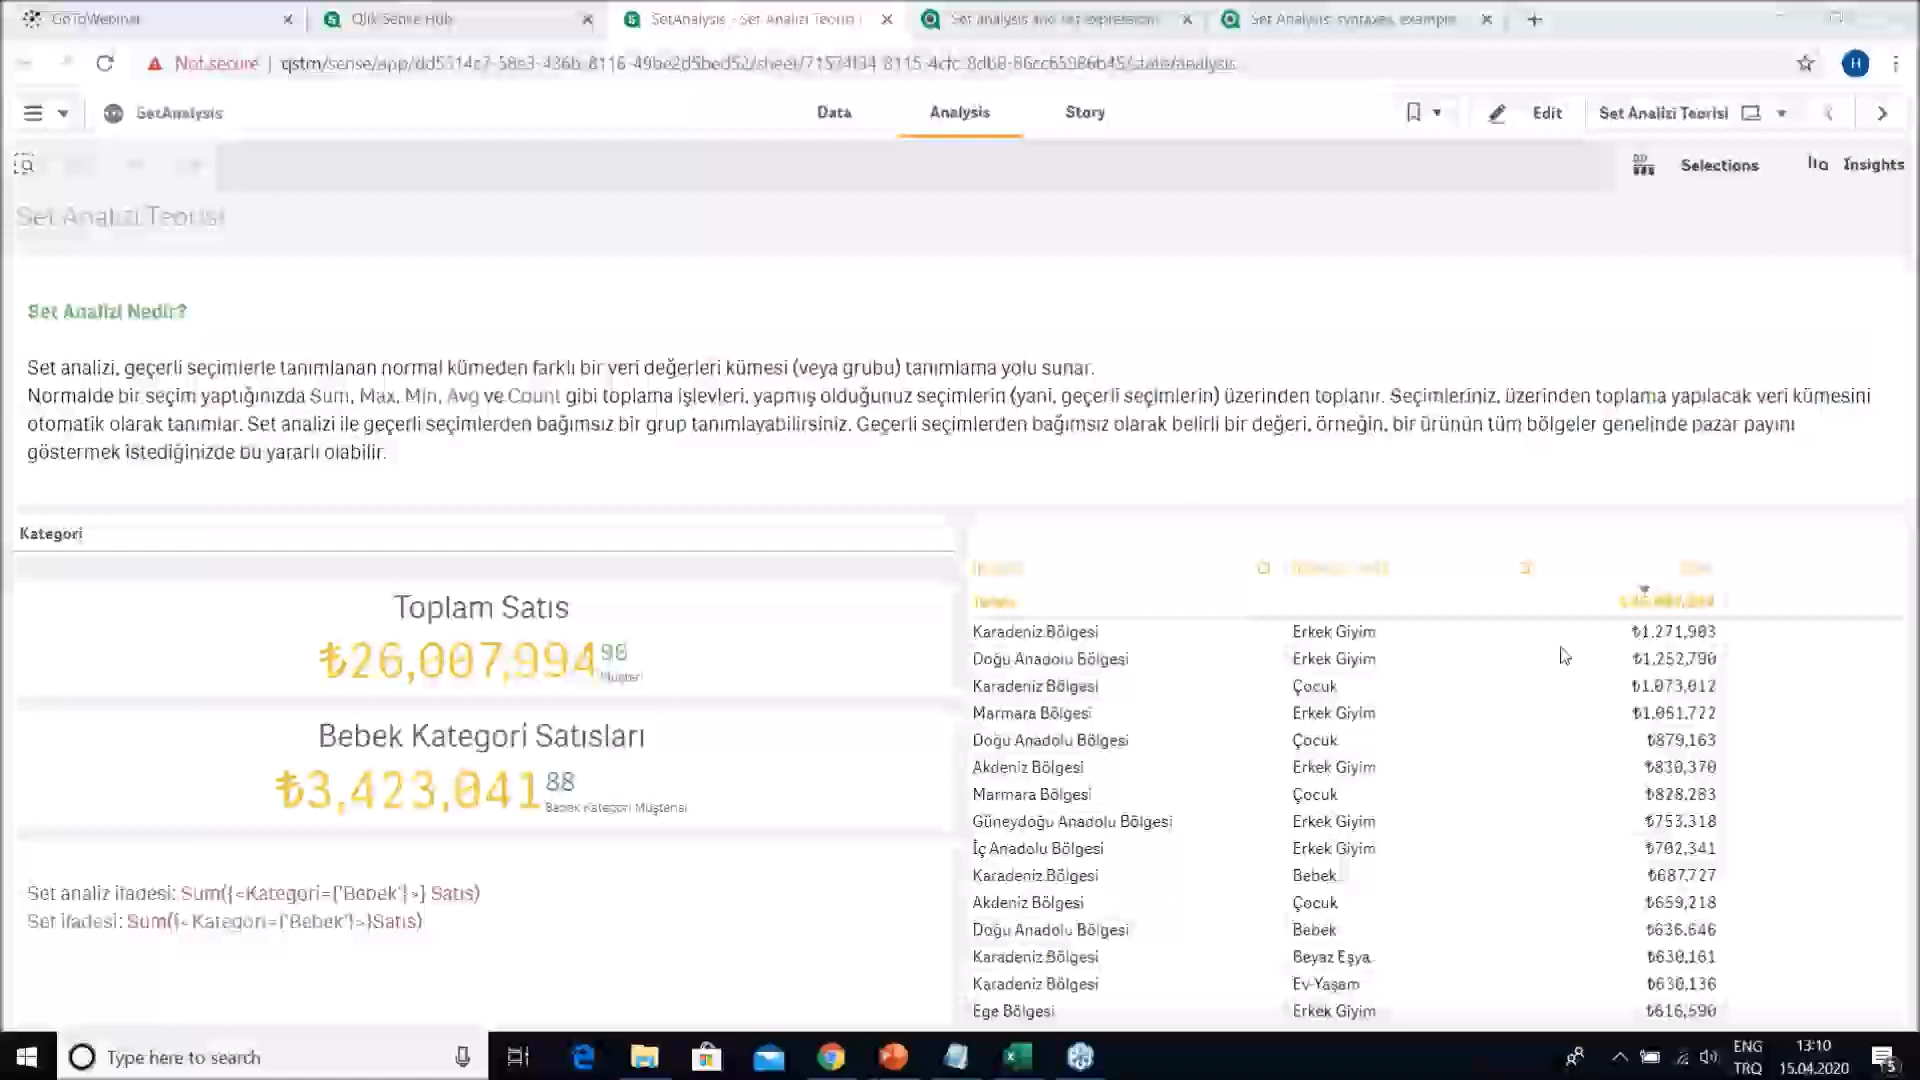 GoToWebinar
Qlik Sense Hub
SetAnalysis - Set Analizi Teorisi |
Set analysis and set expressions
Set Analysis: syntaxes, example
Not secure
SetAnalysis
Data
Analysis
Story
Edit
Set Analizi Teorisi
Selections
Insights
Set Analizi Teorisi
Set Analizi Nedir?
Set analizi, geçerli seçimlerle tanımlanan normal kümeden farklı bir veri değerleri kümesi (veya grubu) tanımlama yolu sunar.
Normalde bir seçim yaptığınızda Sum, Max, Min, Avg ve Count gibi toplama işlevleri, yapmış olduğunuz seçimlerin (yani, geçerli seçimlerin) üzerinden toplanır. Seçimleriniz, üzerinden toplama yapılacak veri kümesini
otomatik olarak tanımlar. Set analizi ile geçerli seçimlerden bağımsız bir grup tanımlayabilirsiniz. Geçerli seçimlerden bağımsız olarak belirli bir değeri, örneğin, bir ürünün tüm bölgeler genelinde pazar payını
göstermek istediğinizde bu yararlı olabilir.
Kategori
Toplam Satıs
₺26,007,994
Müşteri
Bebek Kategori Satısları
₺3,423,041 88
Bebek Kategori Müşterisi
Set analiz ifadesi: Sum({<Kategori={'Bebek'}>} Satıs)
Set ifadesi: Sum({<Kategori={'Bebek'}>}Satıs)
Karadeniz Bölgesi Erkek Giyim ₺1,271,903
Doğu Anadolu Bölgesi Erkek Giyim ₺1,252,790
Karadeniz Bölgesi Çocuk ₺1,073,012
Marmara Bölgesi Erkek Giyim ₺1,051,722
Doğu Anadolu Bölgesi Çocuk ₺879,163
Akdeniz Bölgesi Erkek Giyim ₺830,370
Marmara Bölgesi Çocuk ₺828,283
Güneydoğu Anadolu Bölgesi Erkek Giyim ₺753,318
İç Anadolu Bölgesi Erkek Giyim ₺702,341
Karadeniz Bölgesi Bebek ₺687,727
Akdeniz Bölgesi Çocuk ₺659,218
Doğu Anadolu Bölgesi Bebek ₺636,646
Karadeniz Bölgesi Beyaz Eşya ₺630,161
Karadeniz Bölgesi Ev-Yaşam ₺630,136
Ege Bölgesi Erkek Giyim ₺616,590
Type here to search
ENG
TRQ
13:10
15.04.2020
5